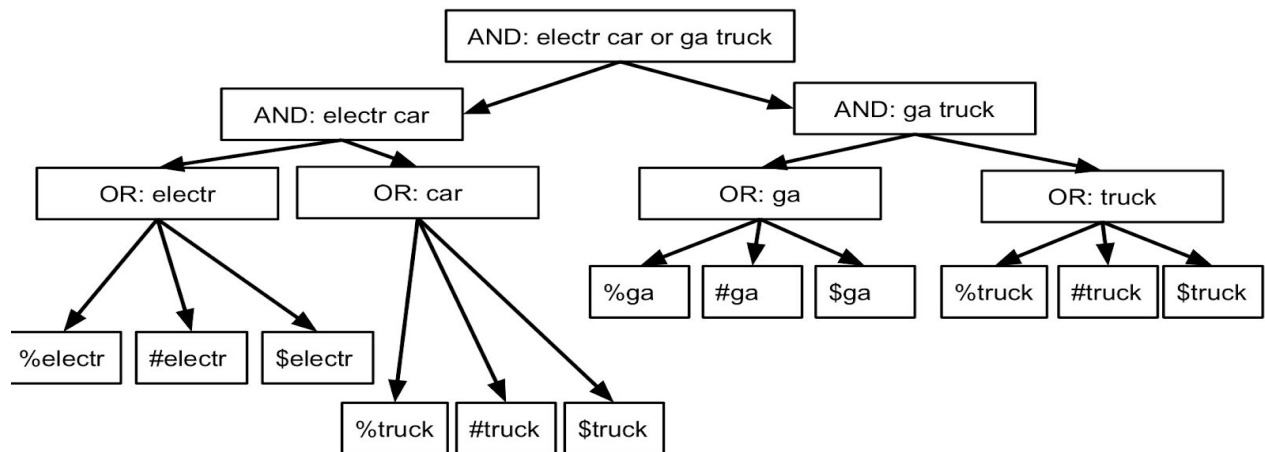 AND: electr car or ga truck
AND: electr car
AND: ga truck
OR: electr
OR: car
OR: ga
OR: truck
%ga
#ga
$ga
%truck
#truck
$truck
%electr
#electr
$electr
%truck
#truck
$truck